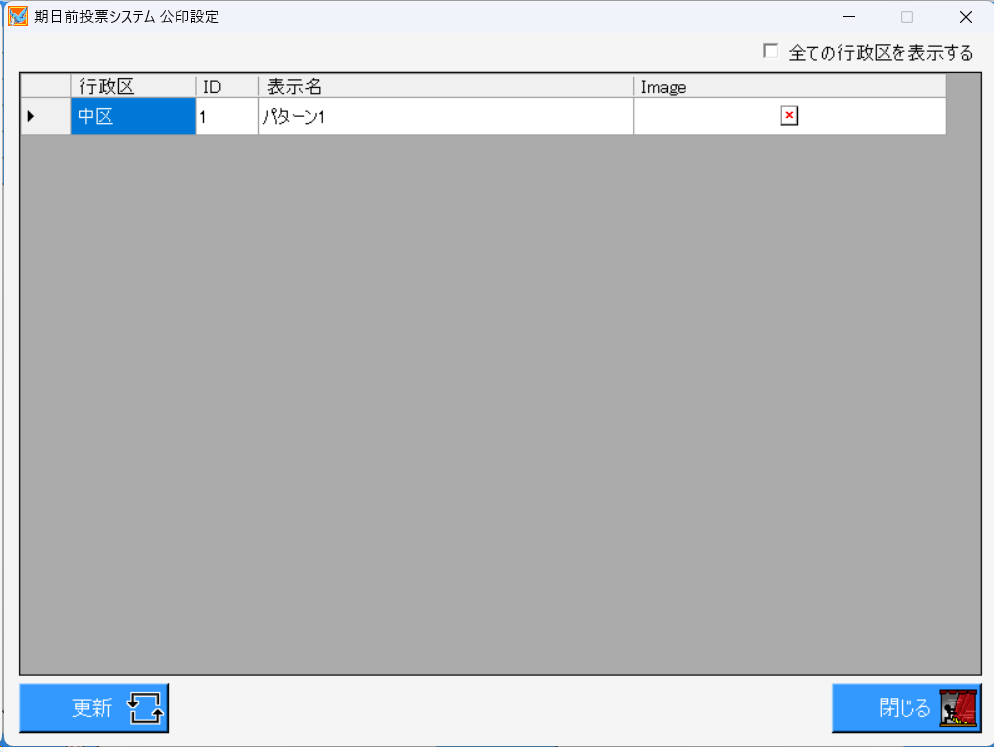 期日前投票システム 公印設定
全ての行政区を表示する
行政区 ID 表示名 Image
中区 1 パターン1
更新 閉じる